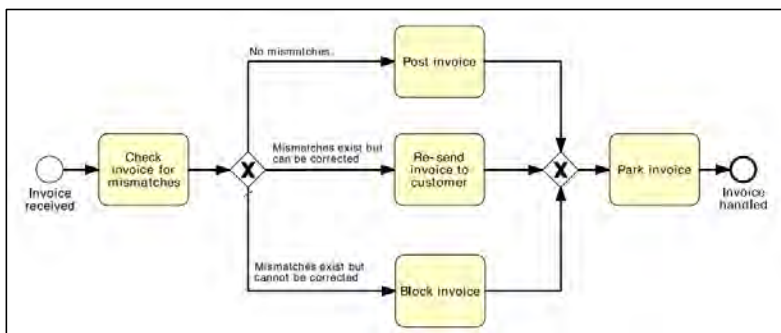 No mismatches.
Post invoice
Mismatches exist but
can be corrected
Check
invoice for
mismatches
X
Re-send
invoice to
customer
X
Park invoice
Invoice
received
Invoice
handled
Mismatches exist but
cannot be corrected
Block invoice